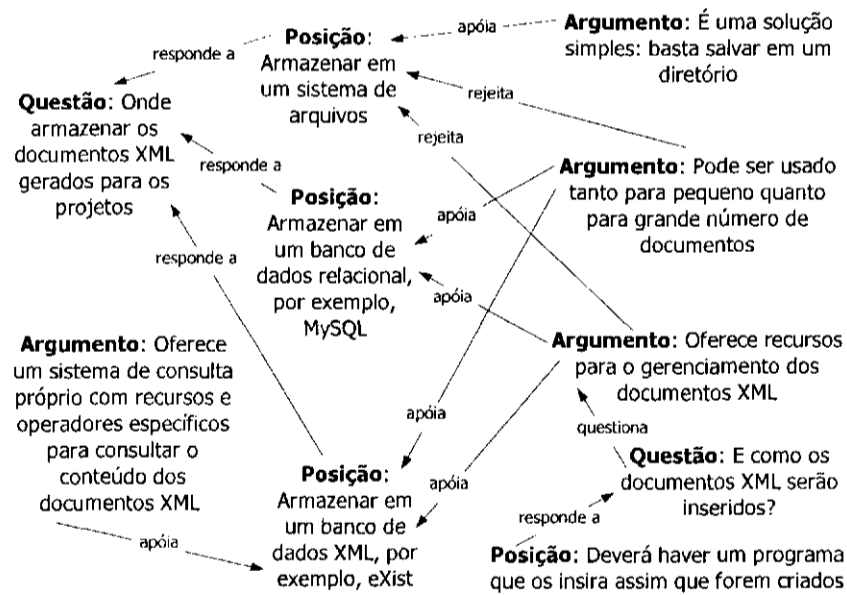 Posição:
Armazenar em
um sistema de
arquivos
apóia
Argumento: É uma solução
simples: basta salvar em um
diretório
responde a
rejeita
Questão: Onde
armazenar os
documentos XML
gerados para os
projetos
rejeita
responde a
Argumento: Pode ser usado
tanto para pequeno quanto
para grande número de
documentos
Posição:
Armazenar em
um banco de
dados relacional,
por exemplo,
MySQL
apóia
responde a
apóia
Argumento: Oferece
um sistema de consulta
próprio com recursos e
operadores específicos
para consultar o
conteúdo dos
documentos XML
Argumento: Oferece recursos
para o gerenciamento dos
documentos XML
apóia
questiona
Questão: E como os
documentos XML serão
inseridos?
Posição:
Armazenar em
um banco de
dados XML, por
exemplo, eXist
apóia
responde a
apóia
Posição: Deverá haver um programa
que os insira assim que forem criados